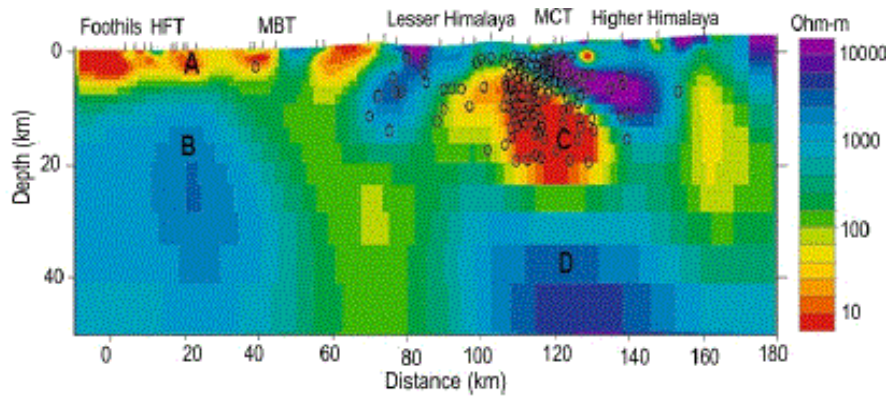 Foothils HFT MBT Lesser Himalaya MCT Higher Himalaya Ohm-m
0 A 10000
Depth (km)
B 1000
20 C
100
40 D
10
0 20 40 60 80 100 120 140 160 180
Distance (km)